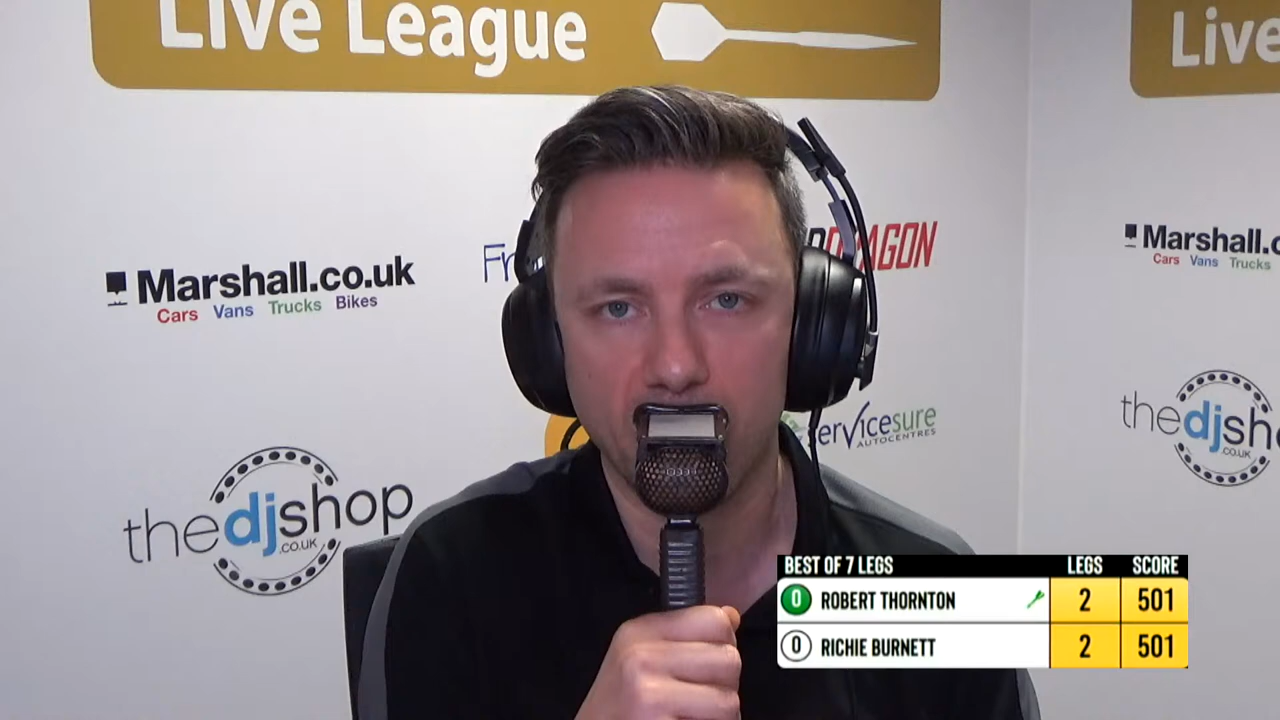 Live League
Live
Marshall.co.uk
Cars Vans Trucks Bikes
Fr
DRAGON
Marshall.c
Cars Vans Trucks
thedjshop
.co.uk
servicesure
AUTOCENTRES
thedjsh
.co.uk
BEST OF 7 LEGS LEGS SCORE
0 ROBERT THORNTON 2 501
0 RICHIE BURNETT 2 501